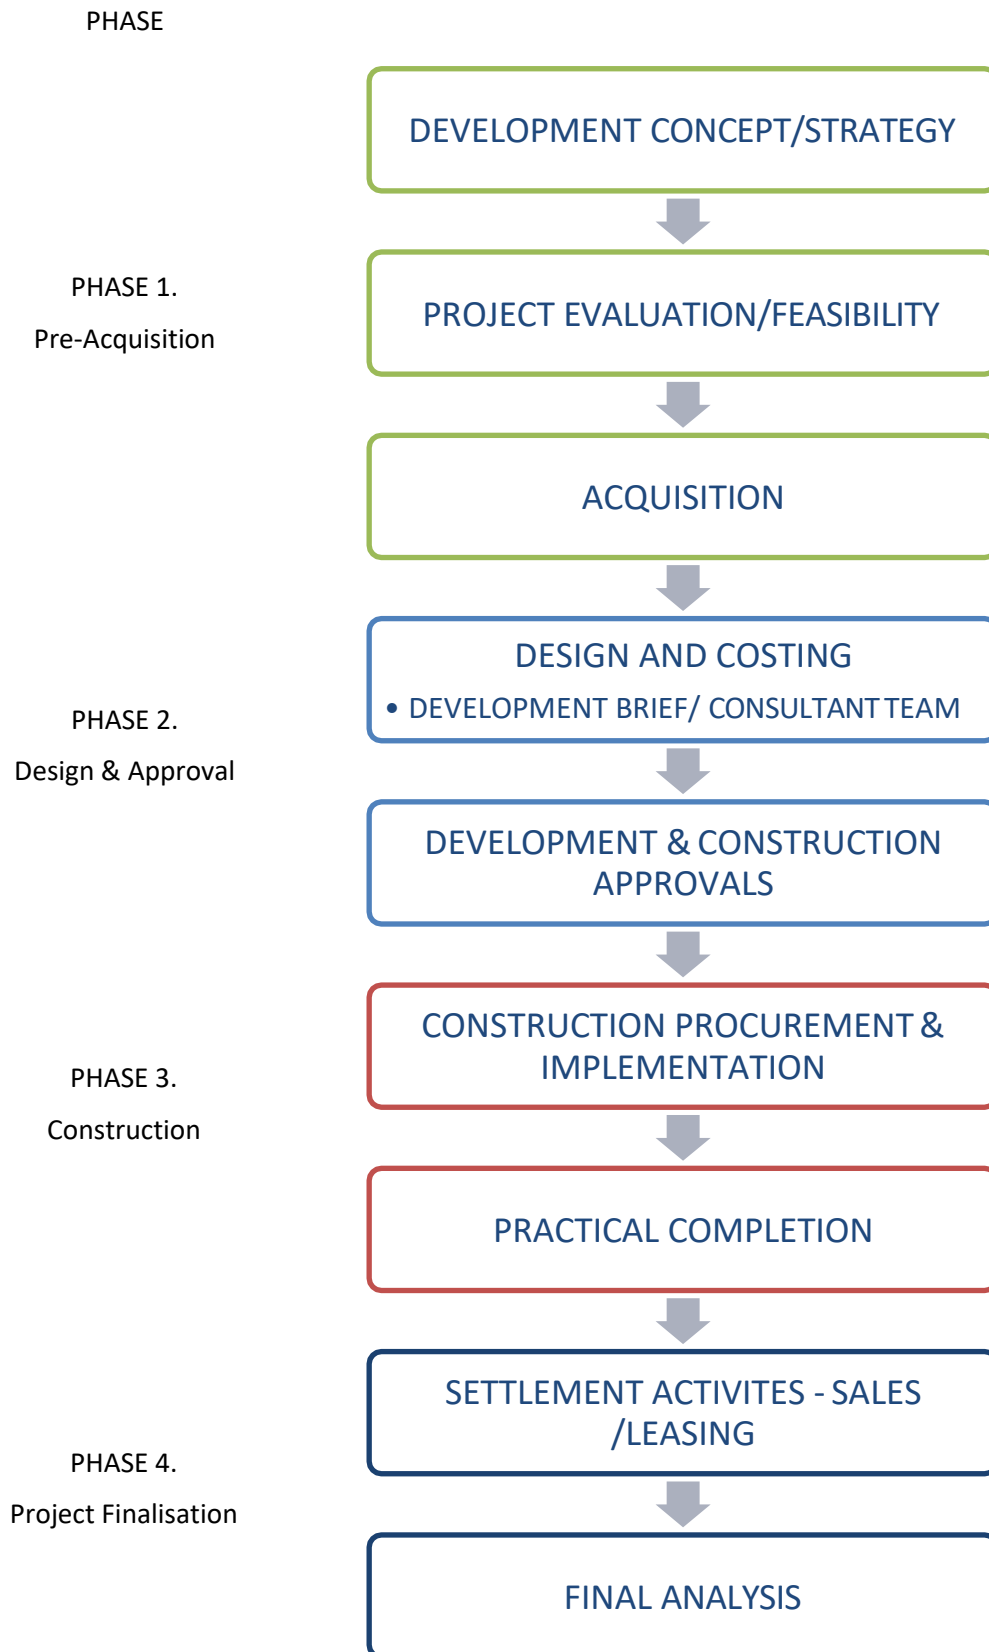 PHASE
DEVELOPMENT CONCEPT/STRATEGY
PHASE 1.
Pre-Acquisition
PROJECT EVALUATION/FEASIBILITY
ACQUISITION
PHASE 2.
Design & Approval
DESIGN AND COSTING
• DEVELOPMENT BRIEF/ CONSULTANT TEAM
DEVELOPMENT & CONSTRUCTION
APPROVALS
PHASE 3.
Construction
CONSTRUCTION PROCUREMENT &
IMPLEMENTATION
PRACTICAL COMPLETION
PHASE 4.
Project Finalisation
SETTLEMENT ACTIVITES - SALES
/LEASING
FINAL ANALYSIS